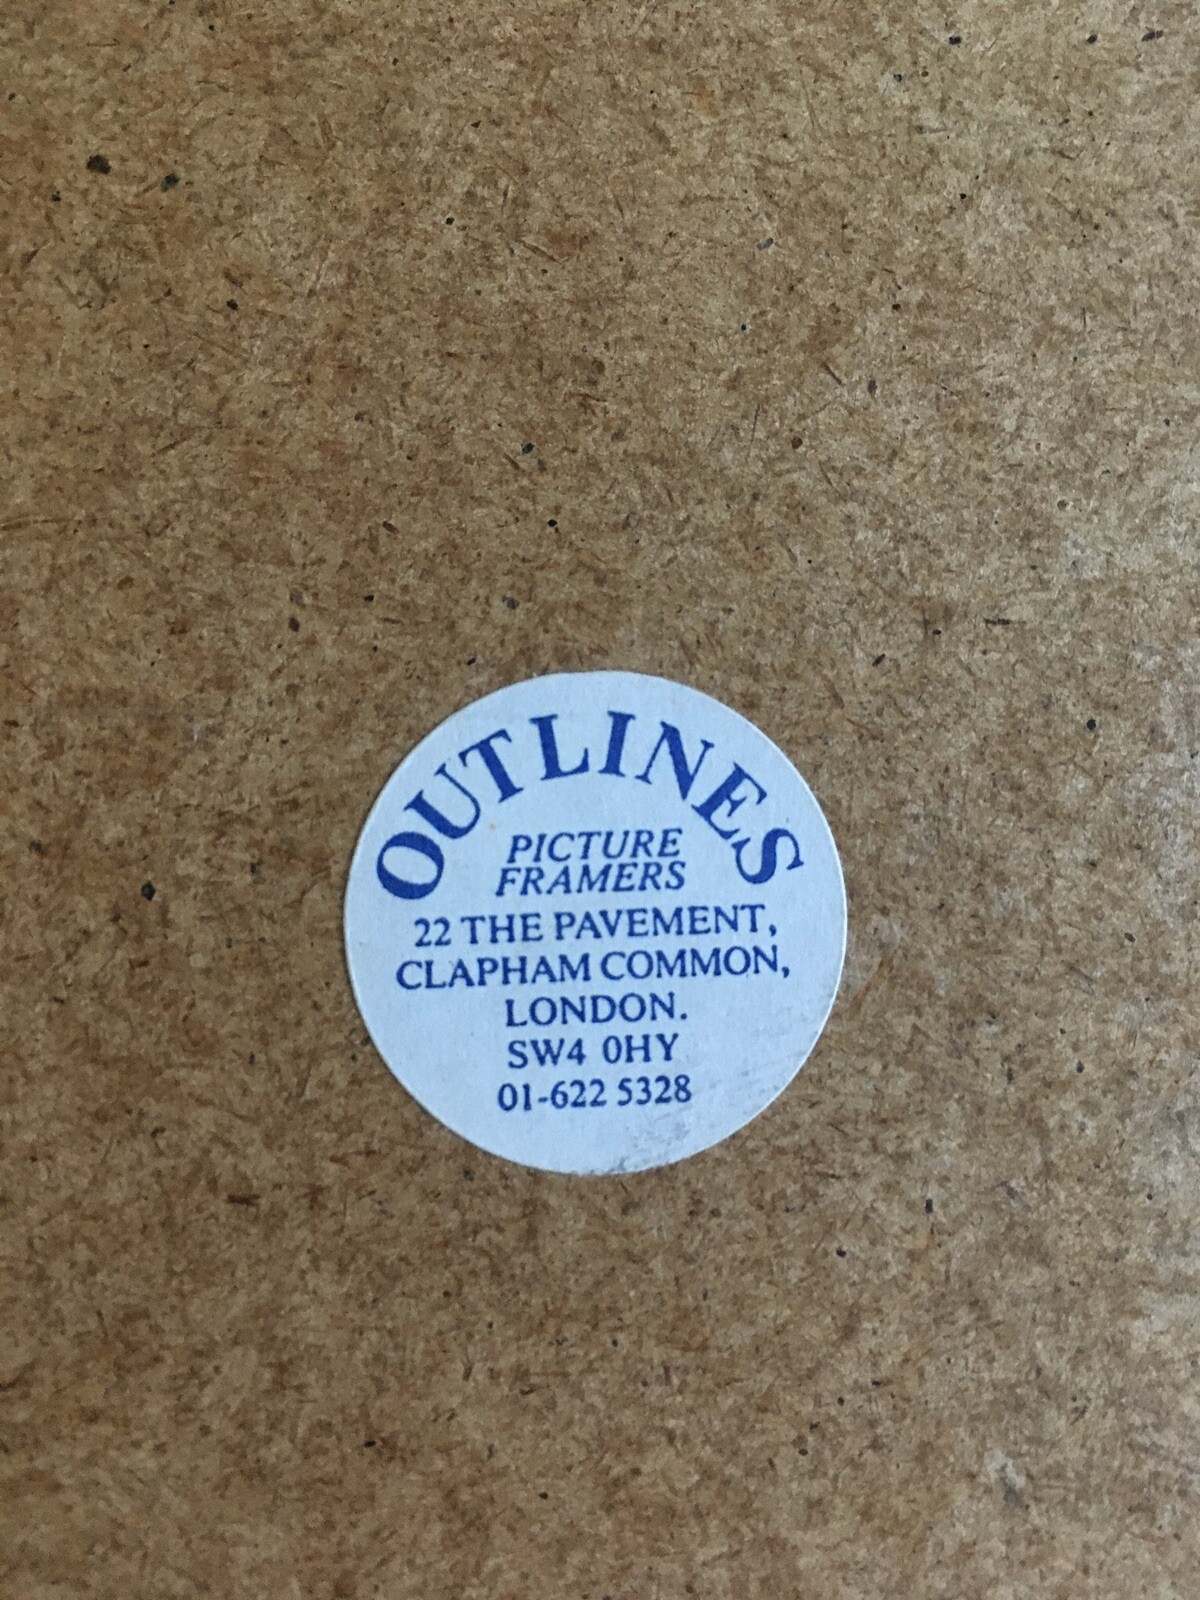 OUTLINES
PICTURE
FRAMERS
22 THE PAVEMENT,
CLAPHAM COMMON,
LONDON.
SW4 0HY
01-622 5328